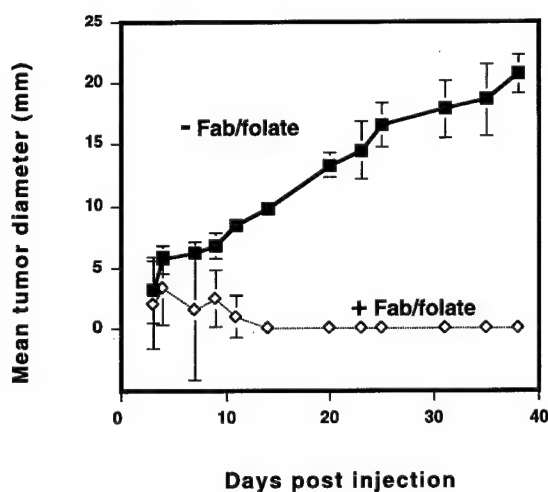 25
20
15
10
5
0
Mean tumor diameter (mm)
- Fab/folate
+ Fab/folate
0 10 20 30 40
Days post injection